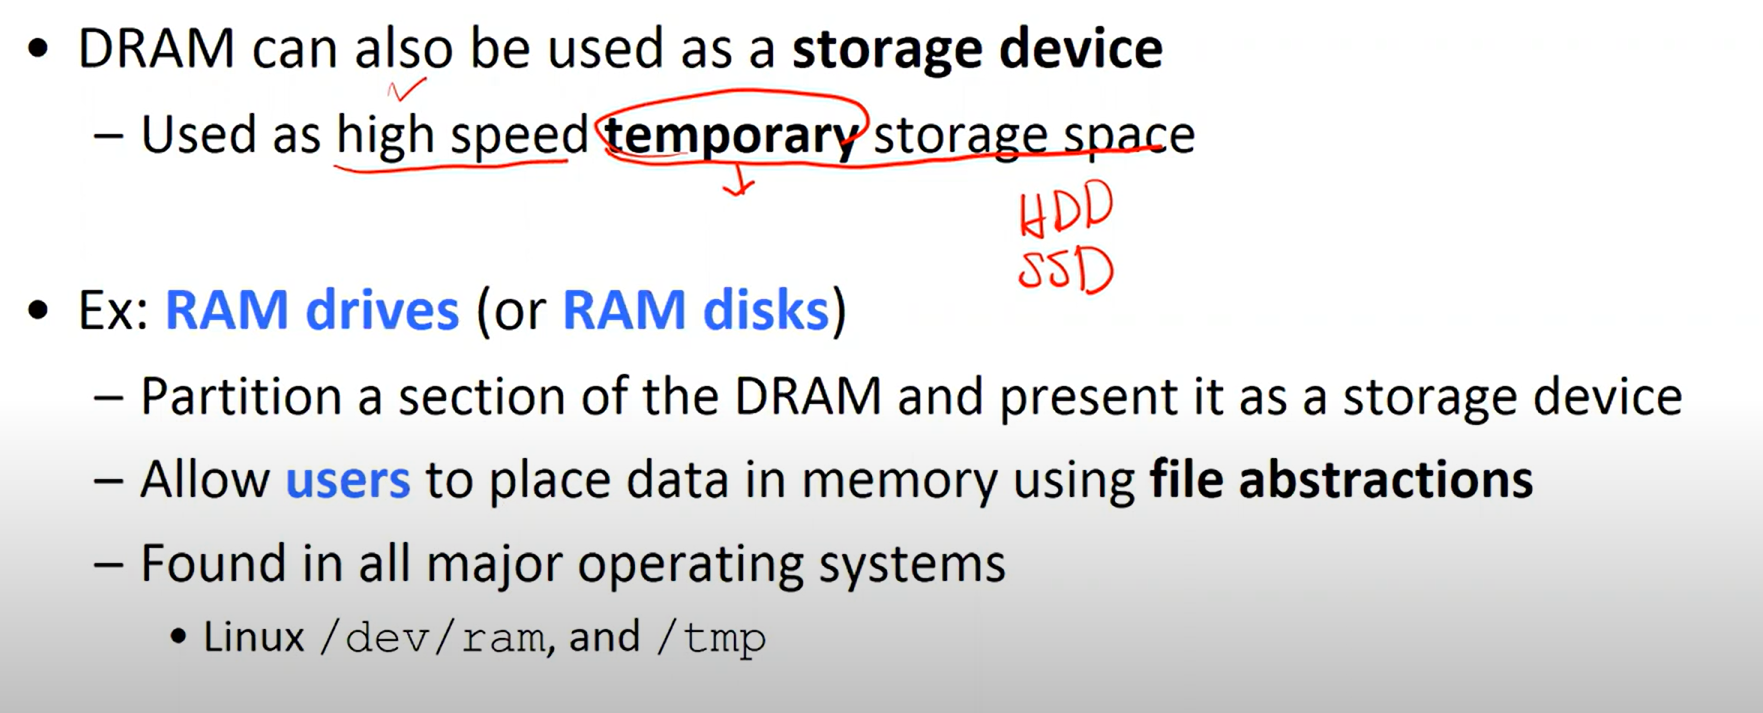 • DRAM can also be used as a storage device
– Used as high speed temporary storage space
HDD
SSD
• Ex: RAM drives (or RAM disks)
– Partition a section of the DRAM and present it as a storage device
– Allow users to place data in memory using file abstractions
– Found in all major operating systems
• Linux /dev/ram, and /tmp